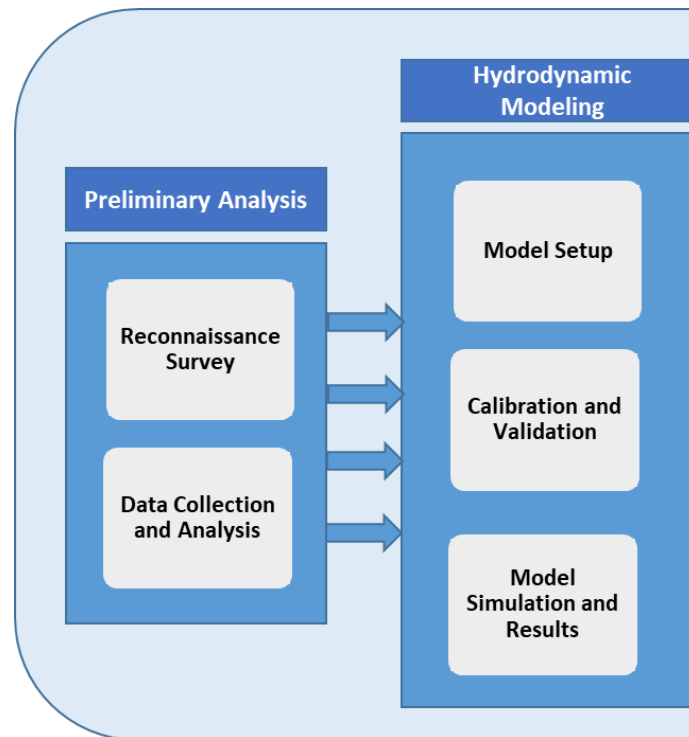 Preliminary Analysis
Reconnaissance
Survey
Data Collection
and Analysis
Hydrodynamic
Modeling
Model Setup
Calibration and
Validation
Model
Simulation and
Results